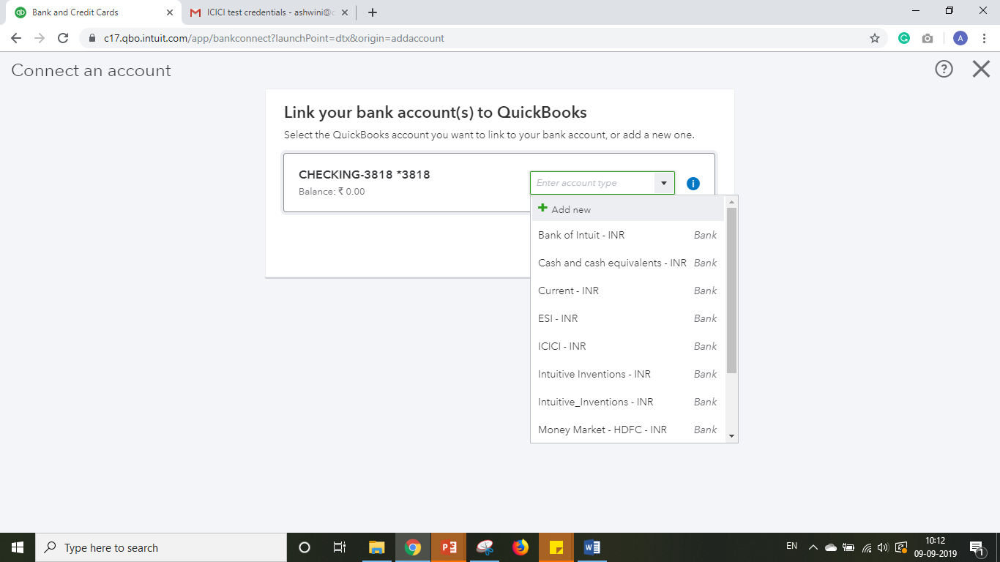 Bank and Credit Cards
ICICI test credentials - ashwini@c
c17.qbo.intuit.com/app/bankconnect?launchPoint=dtx&origin=addaccount
A
Connect an account
Link your bank account(s) to QuickBooks
Select the QuickBooks account you want to link to your bank account, or add a new one.
CHECKING-3818 *3818
Balance: ₹ 0.00
Enter account type
Add new
Bank of Intuit - INR Bank
Cash and cash equivalents - INR Bank
Current - INR Bank
ESI - INR Bank
ICICI - INR Bank
Intuitive Inventions - INR Bank
Intuitive_Inventions - INR Bank
Money Market - HDFC - INR Bank
Type here to search
EN
10:12
09-09-2019
1